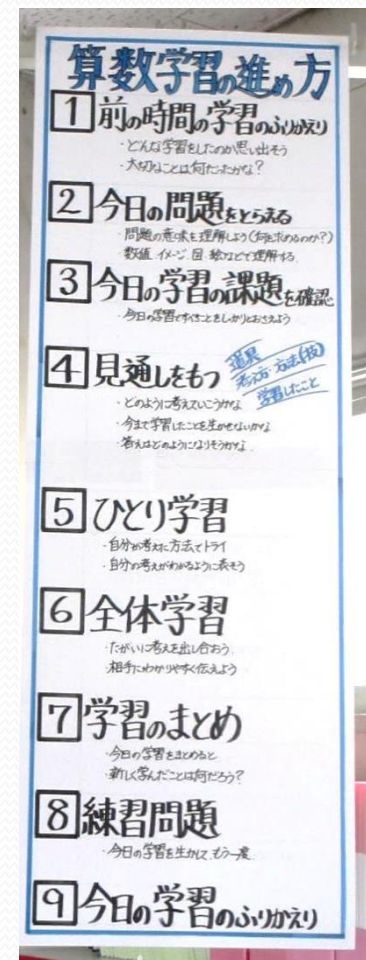 算数学習の進め方
1 前の時間の学習のふりかえり
・どんな学習をしたのか思い出そう
・大切なことは何だったかな？
2 今日の問題をとらえる
・問題の意味を理解しよう(何を求めるのか？)
・数値、イメージ、図、絵などで理解する
3 今日の学習の課題を確認
・今日の学習ですべきことをしっかりとおさえよう
4 見通しをもつ
道具
考え方・方法(技)
学習したこと
・どのように考えていこうかな
・今まで学習したことを生かせないかな
・答えはどのようになりそうかな
5 ひとり学習
・自分が考えた方法でトライ
・自分の考えがわかるように表そう
6 全体学習
・たがいに考えを出し合おう
・相手にわかりやすく伝えよう
7 学習のまとめ
・今日の学習をまとめると
・新しく学んだことは何だろう？
8 練習問題
・今日の学習を生かして、もう一度
9 今日の学習のふりかえり